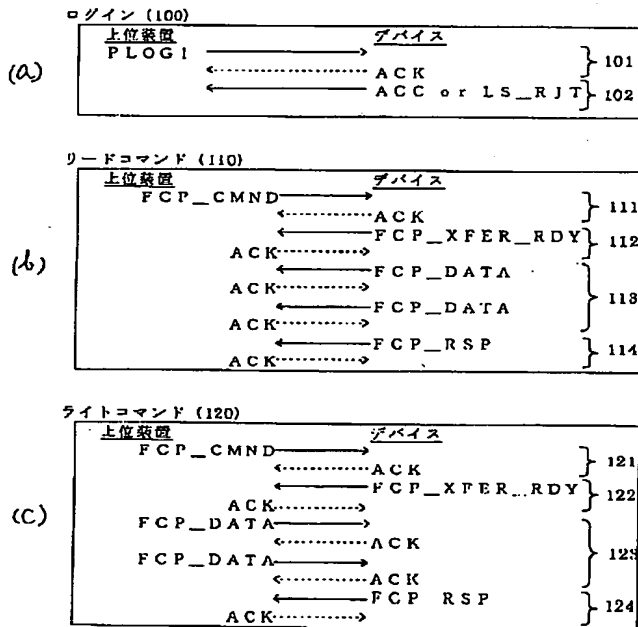 ログイン (100)
上位装置 デバイス
PLOGI
ACK 101
ACC or LS_RJT 102
(a)
リードコマンド (110)
上位装置 デバイス
FCP_CMND
ACK 111
FCP_XFER_RDY 112
ACK
FCP_DATA
ACK 113
FCP_DATA
ACK
FCP_RSP 114
ACK
(b)
ライトコマンド (120)
上位装置 デバイス
FCP_CMND
ACK 121
FCP_XFER_RDY 122
ACK
FCP_DATA
ACK 123
FCP_DATA
ACK
FCP RSP 124
ACK
(C)